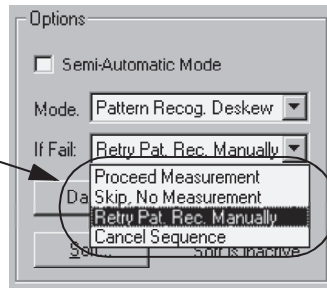 Options
Semi-Automatic Mode
Mode. Pattern Recog. Deskew
If Fail: Retry Pat. Rec. Manually
Proceed Measurement
Da Skip, No Measurement
Retry Pat. Rec. Manually
Cancel Sequence